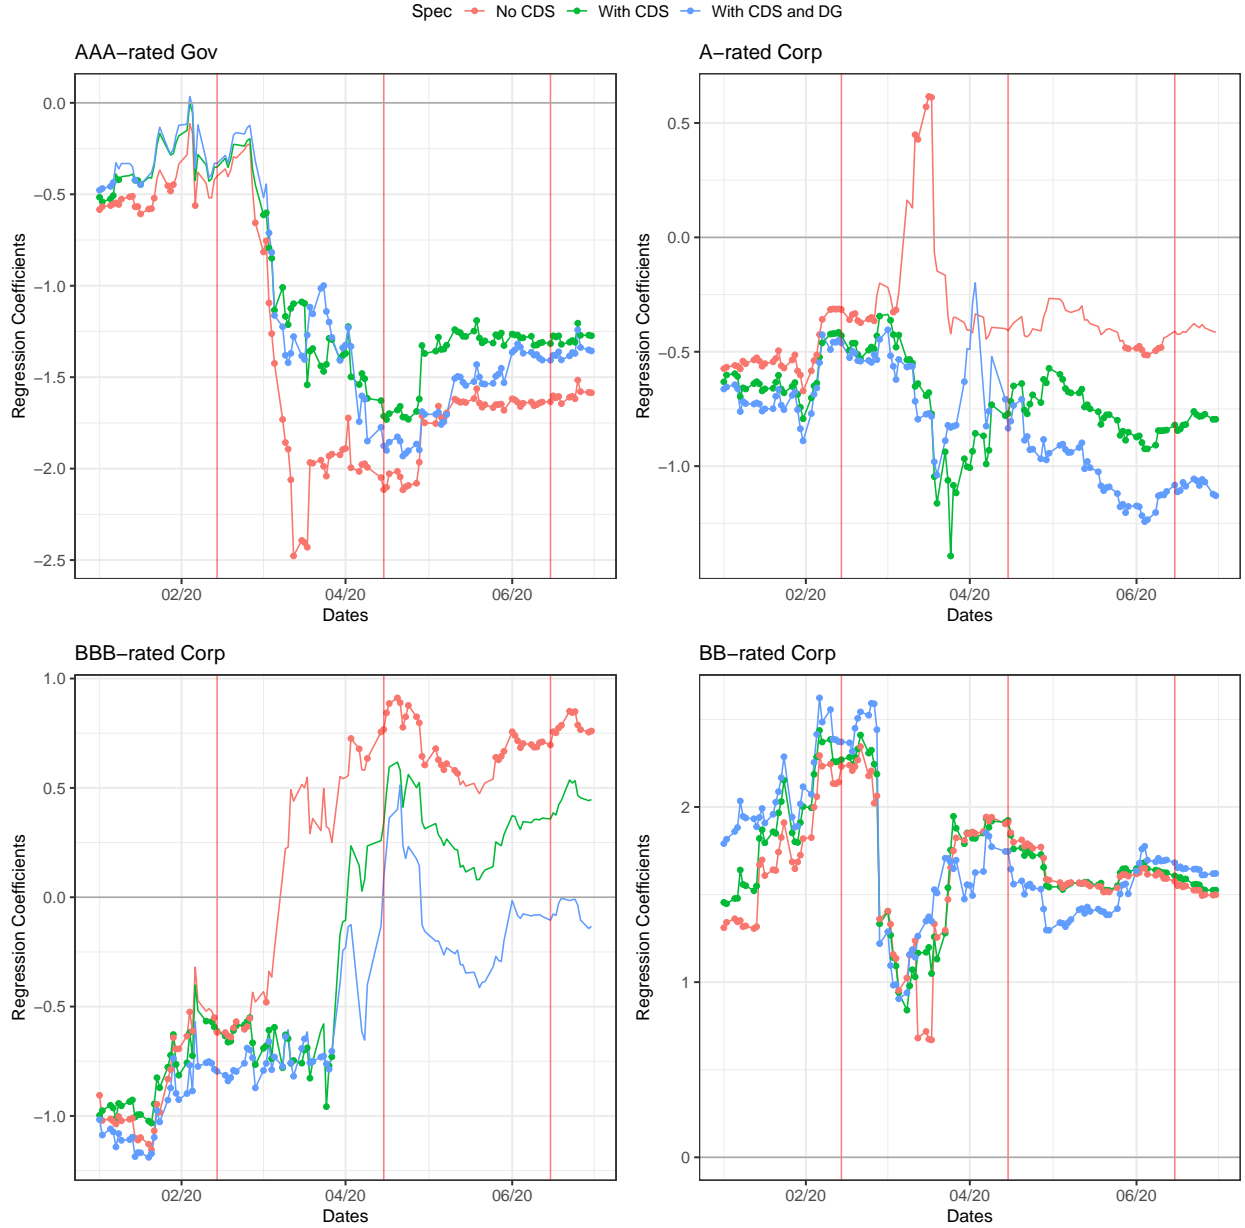 Spec No CDS With CDS With CDS and DG
AAA−rated Gov
A−rated Corp
0.0
−0.5
−1.0
−1.5
−2.0
−2.5
Regression Coefficients
02/20 04/20 06/20
Dates
0.5
0.0
−0.5
−1.0
Regression Coefficients
02/20 04/20 06/20
Dates
BBB−rated Corp
BB−rated Corp
1.0
0.5
0.0
−0.5
−1.0
Regression Coefficients
02/20 04/20 06/20
Dates
2
1
0
Regression Coefficients
02/20 04/20 06/20
Dates